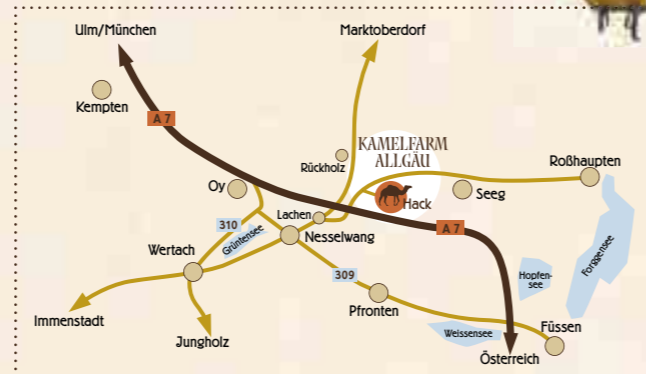 Ulm/München
Marktoberdorf
Kempten
A 7
KAMELFARM
ALLGÄU
Rückholz
Roßhaupten
Oy
Seeg
Hack
Lachen
310
Grüntensee
Nesselwang
A 7
Wertach
309
Hopfen-
see
Forggensee
Pfronten
Immenstadt
Jungholz
Weissensee
Füssen
Österreich